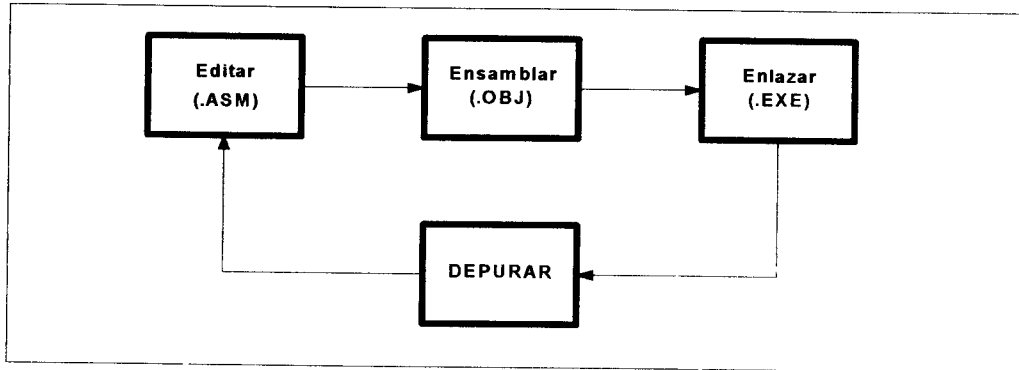 Editar
(.ASM)
Ensamblar
(.OBJ)
Enlazar
(.EXE)
DEPURAR